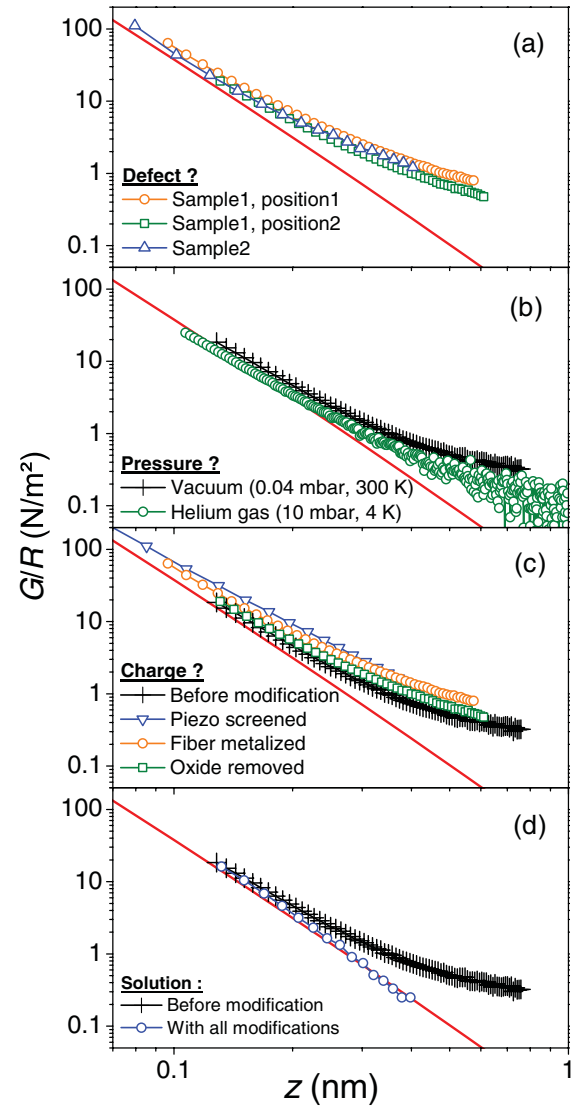 100
(a)
10
1
Defect ?
Sample1, position1
Sample1, position2
Sample2
0.1
100
(b)
10
1
Pressure ?
Vacuum (0.04 mbar, 300 K)
Helium gas (10 mbar, 4 K)
0.1
G/R (N/m²)
100
(c)
10
1
Charge ?
Before modification
Piezo screened
Fiber metalized
Oxide removed
0.1
100
(d)
10
1
Solution :
Before modification
With all modifications
0.1
0.1
1
z (nm)